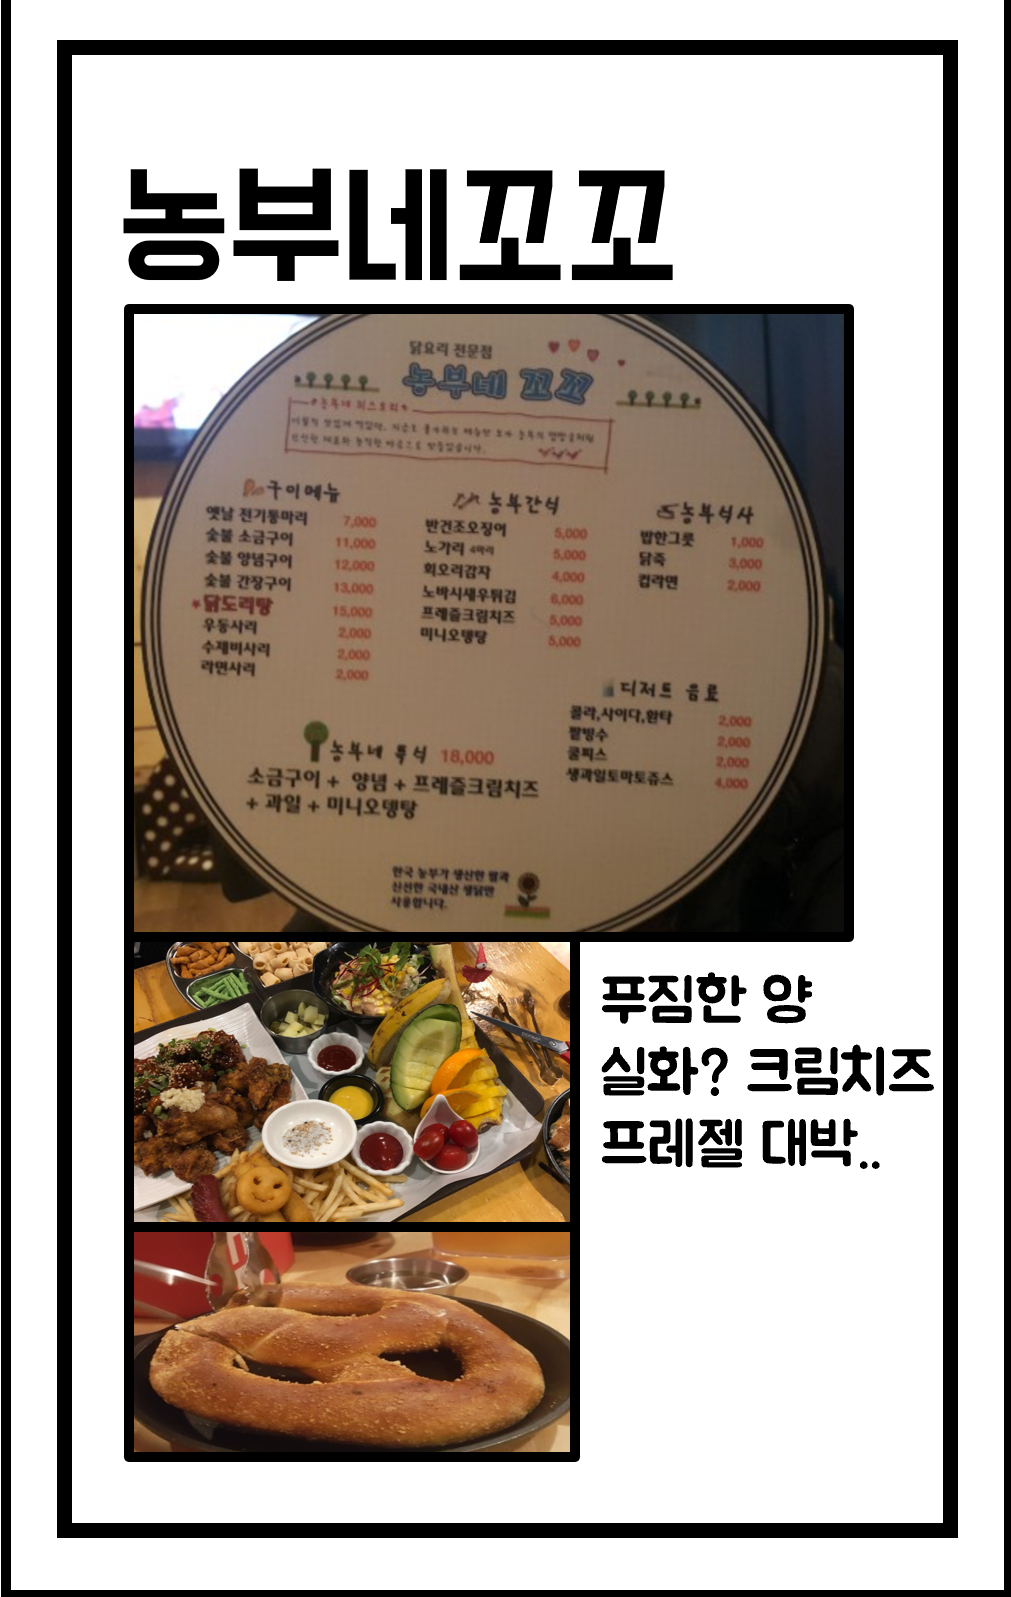 농부네꼬꼬
닭요리 전문점
농부네 꼬꼬
농부네 히스토리
구이메뉴
옛날 전기통마리 7,000
숯불 소금구이 11,000
숯불 양념구이 12,000
숯불 간장구이 13,000
*닭도리탕 15,000
우동사리 2,000
수제비사리 2,000
라면사리 2,000
농부간식
반건조오징어 5,000
노가리 4마리 5,000
회오리감자 4,000
노바시새우튀김 6,000
프레즐크림치즈 5,000
미니오뎅탕 5,000
농부식사
밥한그릇 1,000
닭죽 3,000
컵라면 2,000
디저트 음료
콜라,사이다,환타 2,000
팥빙수 2,000
쿨피스 2,000
생과일토마토쥬스 4,000
농부네 특식 18,000
소금구이 + 양념 + 프레즐크림치즈
+ 과일 + 미니오뎅탕
한국 농부가 생산한 쌀과
신선한 국내산 생닭만
사용합니다.
푸짐한 양
실화? 크림치즈
프레젤 대박..